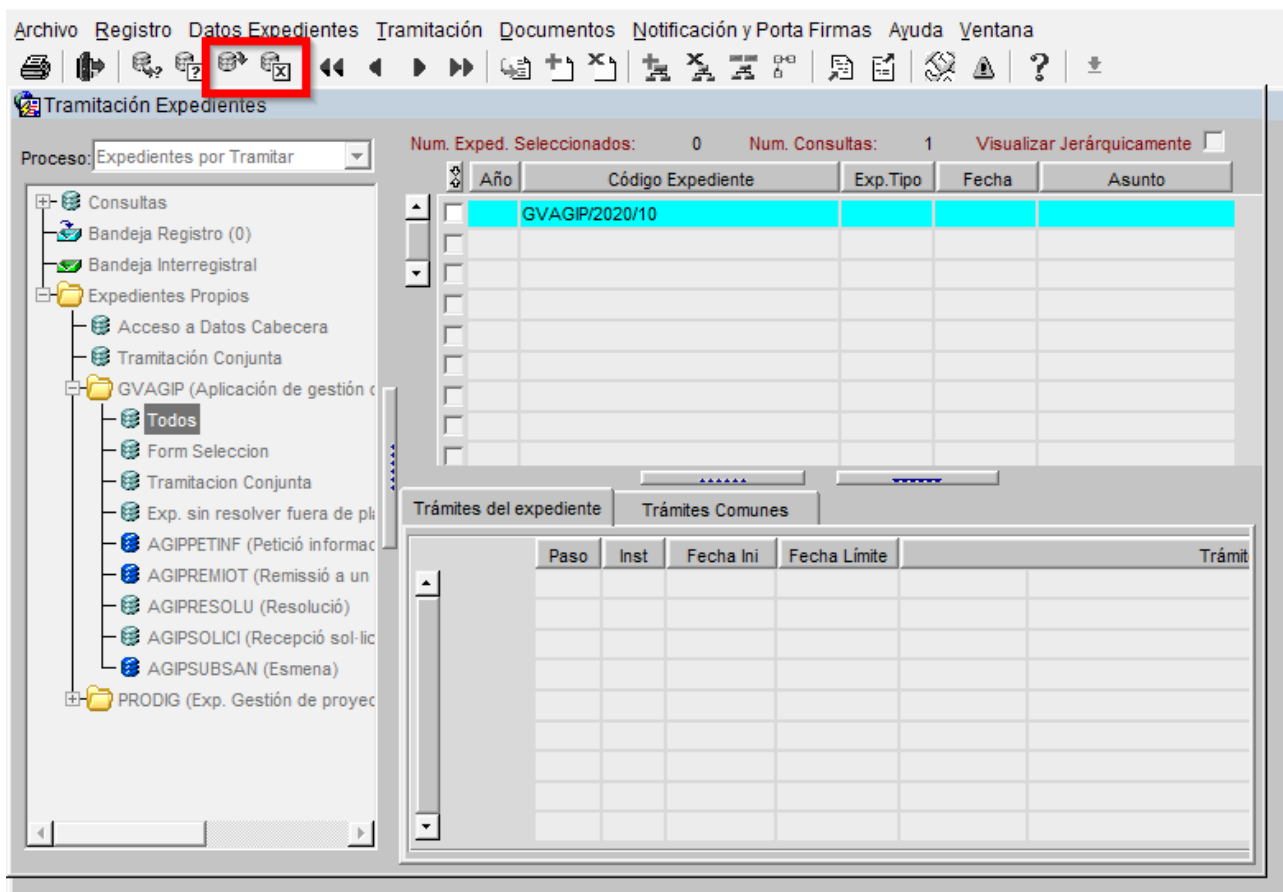 Archivo Registro Datos Expedientes Tramitación Documentos Notificación y Porta Firmas Ayuda Ventana
Tramitación Expedientes
Proceso: Expedientes por Tramitar
Consultas
Bandeja Registro (0)
Bandeja Interregistral
Expedientes Propios
Acceso a Datos Cabecera
Tramitación Conjunta
GVAGIP (Aplicación de gestión
Todos
Form Seleccion
Tramitacion Conjunta
Exp. sin resolver fuera de
AGIPPETINF (Petició informac
AGIPREMIOT (Remissió a un
AGIPRESOLU (Resolució)
AGIPSOLICI (Recepció sol·lic
AGIPSUBSAN (Esmena)
PRODIG (Exp. Gestión de proyec
Num. Exped. Seleccionados: 0 Num. Consultas: 1 Visualizar Jerárquicamente
Año Código Expediente Exp.Tipo Fecha Asunto
GVAGIP/2020/10
Trámites del expediente Trámites Comunes
Paso Inst Fecha Ini Fecha Límite Trámit